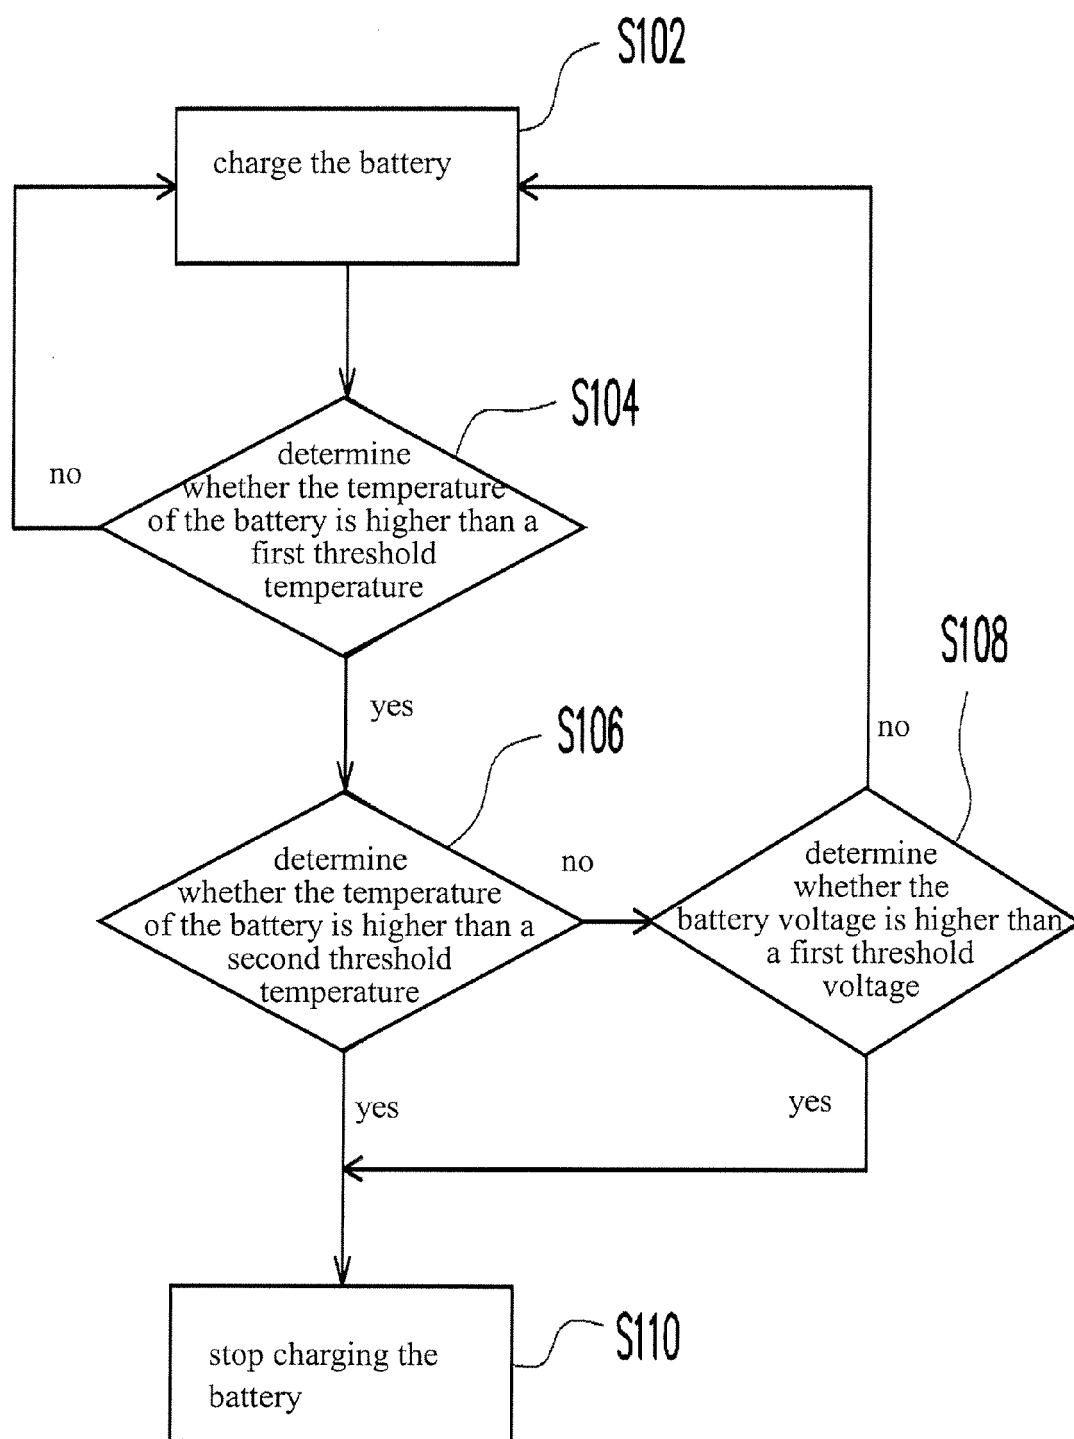 S102
charge the battery
S104
no
determine
whether the temperature
of the battery is higher than a
first threshold
temperature
S108
yes
S106
no
no
determine
whether the temperature
of the battery is higher than a
second threshold
temperature
determine
whether the
battery voltage is higher than
a first threshold
voltage
yes
yes
S110
stop charging the
battery